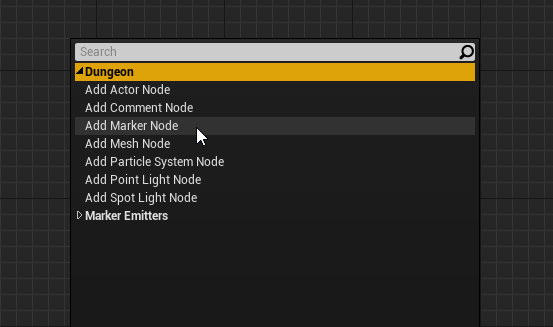 Search
Dungeon
Add Actor Node
Add Comment Node
Add Marker Node
Add Mesh Node
Add Particle System Node
Add Point Light Node
Add Spot Light Node
Marker Emitters